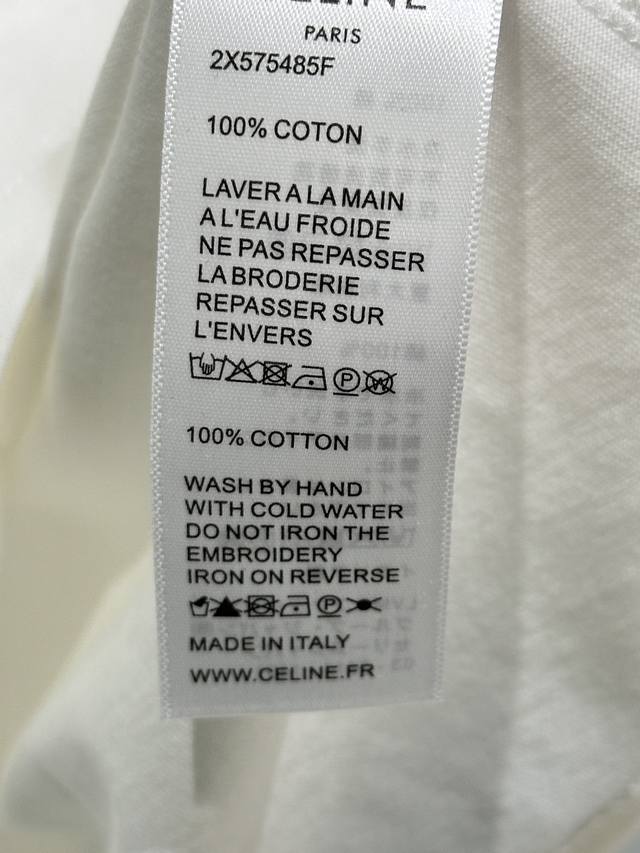 CELINE
PARIS
2X575485F
100% COTON
LAVER A LA MAIN
A L'EAU FROIDE
NE PAS REPASSER
LA BRODERIE
REPASSER SUR
L'ENVERS
P W
100% COTTON
WASH BY HAND
WITH COLD WATER
DO NOT IRON THE
EMBROIDERY
IRON ON REVERSE
P
MADE IN ITALY
WWW.CELINE.FR